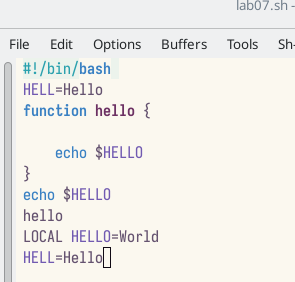 lab07.sh -
File Edit Options Buffers Tools Sh-
#!/bin/bash
HELL=Hello
function hello {
echo $HELLO
}
echo $HELLO
hello
LOCAL HELLO=World
HELL=Hello